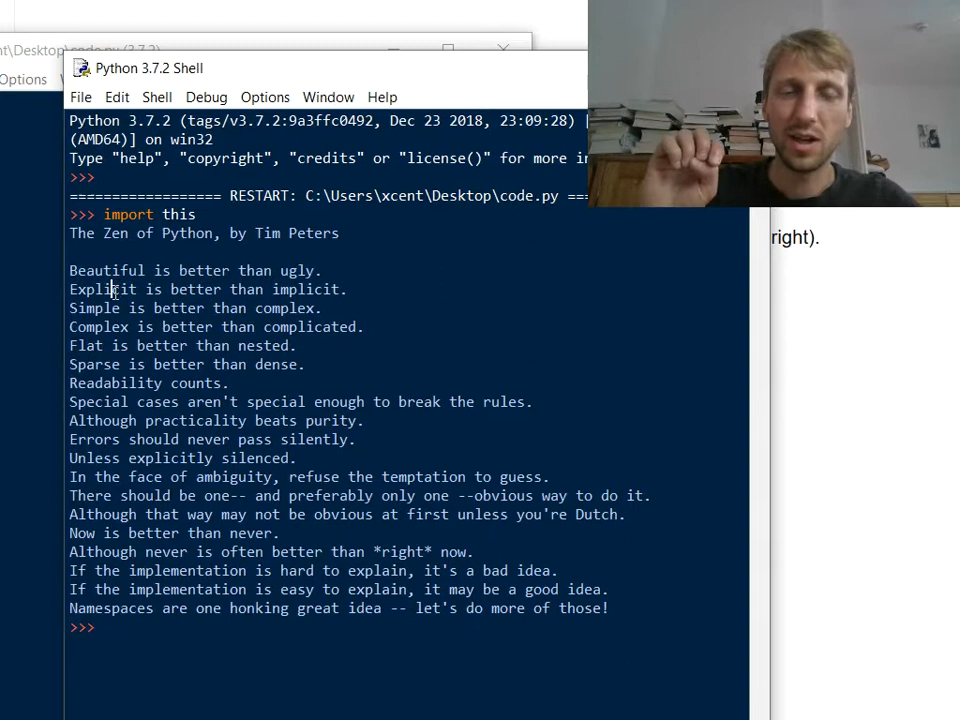 nt\Desktop\code.py (3.7.2)
Options
Python 3.7.2 Shell
File Edit Shell Debug Options Window Help
Python 3.7.2 (tags/v3.7.2:9a3ffc0492, Dec 23 2018, 23:09:28) [
(AMD64)] on win32
Type "help", "copyright", "credits" or "license()" for more in
>>>
================== RESTART: C:\Users\xcent\Desktop\code.py ===
>>> import this
The Zen of Python, by Tim Peters
right).
Beautiful is better than ugly.
Explicit is better than implicit.
Simple is better than complex.
Complex is better than complicated.
Flat is better than nested.
Sparse is better than dense.
Readability counts.
Special cases aren't special enough to break the rules.
Although practicality beats purity.
Errors should never pass silently.
Unless explicitly silenced.
In the face of ambiguity, refuse the temptation to guess.
There should be one-- and preferably only one --obvious way to do it.
Although that way may not be obvious at first unless you're Dutch.
Now is better than never.
Although never is often better than *right* now.
If the implementation is hard to explain, it's a bad idea.
If the implementation is easy to explain, it may be a good idea.
Namespaces are one honking great idea -- let's do more of those!
>>>